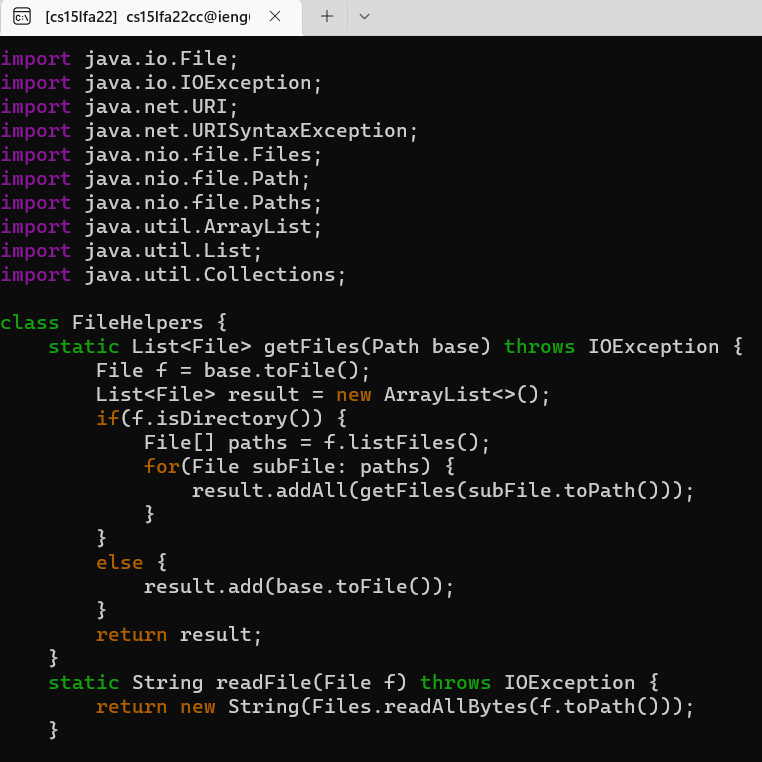 [cs15lfa22] cs15lfa22cc@ieng
import java.io.File;
import java.io.IOException;
import java.net.URI;
import java.net.URISyntaxException;
import java.nio.file.Files;
import java.nio.file.Path;
import java.nio.file.Paths;
import java.util.ArrayList;
import java.util.List;
import java.util.Collections;

class FileHelpers {
    static List<File> getFiles(Path base) throws IOException {
        File f = base.toFile();
        List<File> result = new ArrayList<>();
        if(f.isDirectory()) {
            File[] paths = f.listFiles();
            for(File subFile: paths) {
                result.addAll(getFiles(subFile.toPath()));
            }
        }
        else {
            result.add(base.toFile());
        }
        return result;
    }
    static String readFile(File f) throws IOException {
        return new String(Files.readAllBytes(f.toPath()));
    }